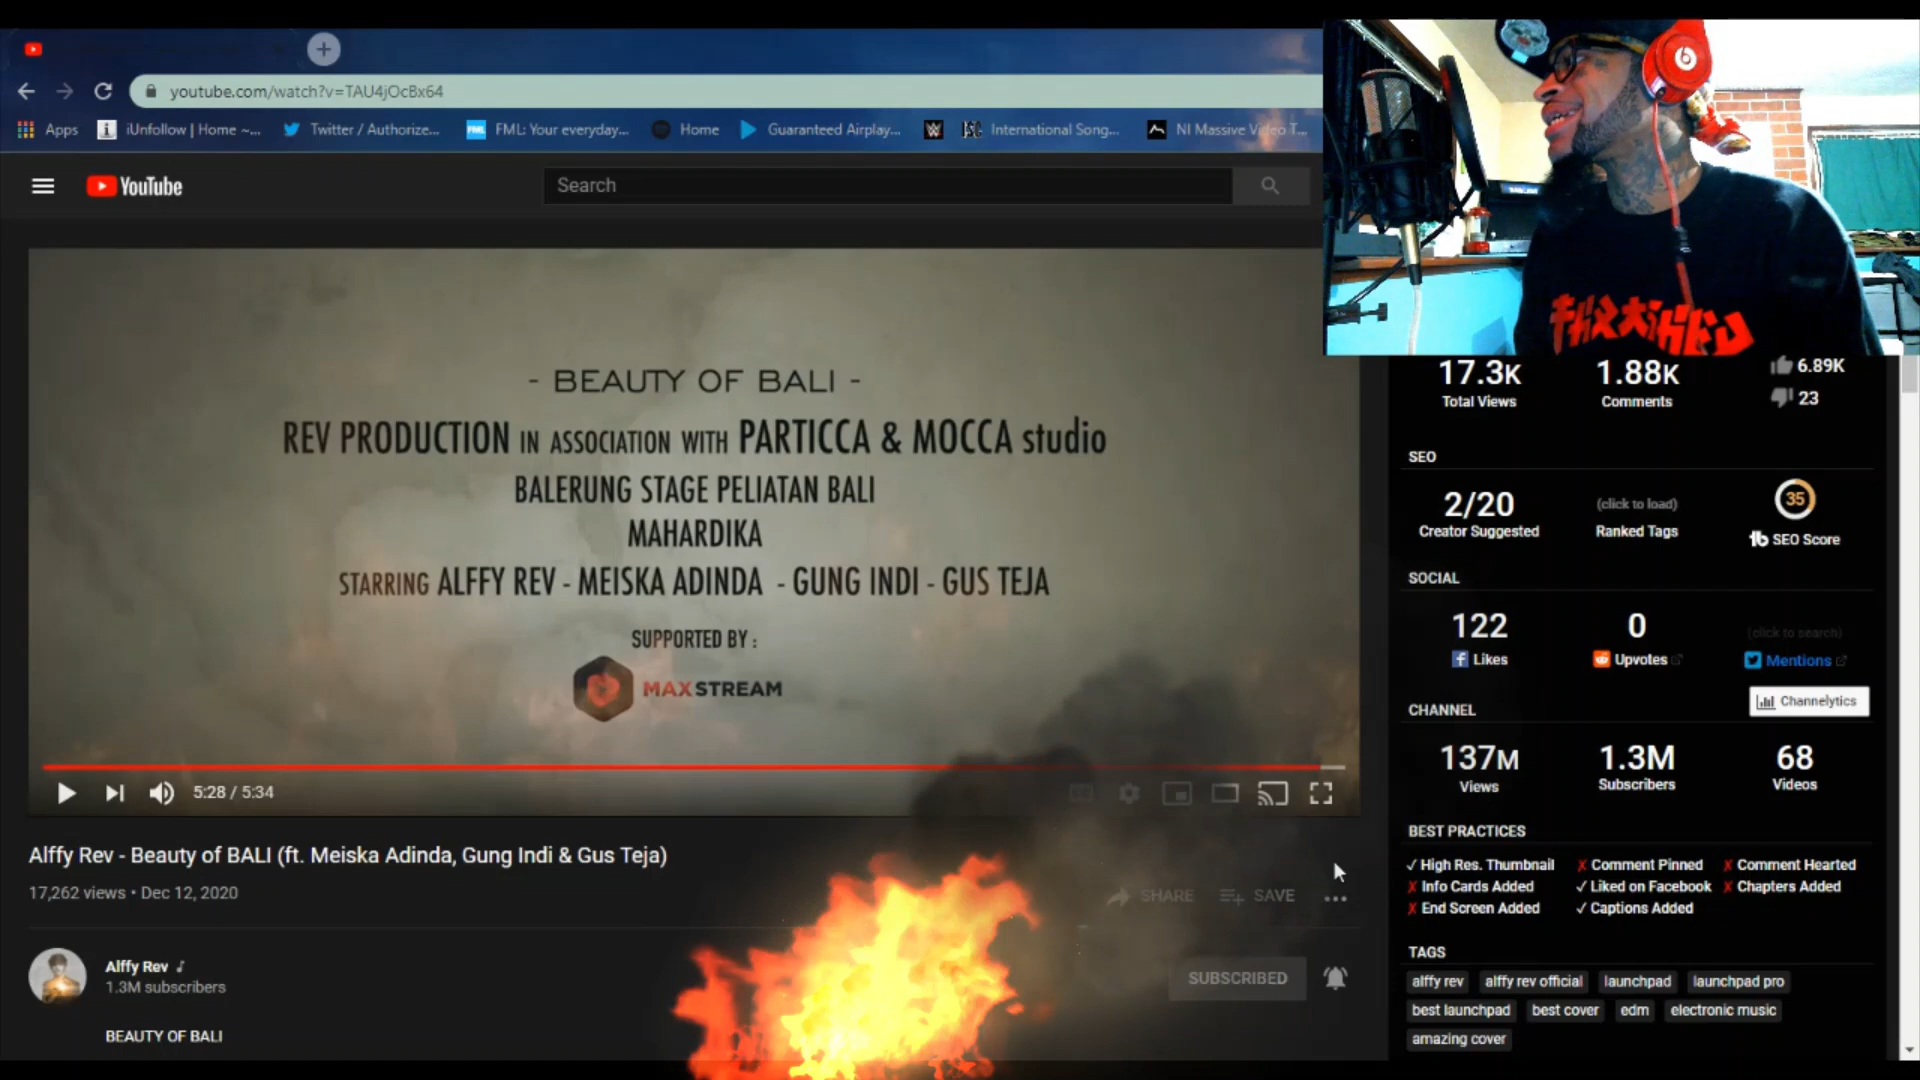 youtube.com/watch?v=TAU4jOcBx64
Apps iUnfollow | Home ~... Twitter / Authorize... FML: Your everyday... Home Guaranteed Airplay... International Song... NI Massive Video T...
YouTube
Search
- BEAUTY OF BALI -
REV PRODUCTION IN ASSOCIATION WITH PARTICCA & MOCCA studio
BALERUNG STAGE PELIATAN BALI
MAHARDIKA
STARRING ALFFY REV - MEISKA ADINDA - GUNG INDI - GUS TEJA
SUPPORTED BY :
MAXSTREAM
5:28 / 5:34
Alffy Rev - Beauty of BALI (ft. Meiska Adinda, Gung Indi & Gus Teja)
17,262 views • Dec 12, 2020
SHARE SAVE
Alffy Rev
1.3M subscribers
SUBSCRIBED
BEAUTY OF BALI
17.3K 1.88K 6.89K
Total Views Comments 23
SEO
2/20 (click to load) 35
Creator Suggested Ranked Tags tb SEO Score
SOCIAL
122 0 (click to search)
Likes Upvotes Mentions
CHANNEL Channelytics
137M 1.3M 68
Views Subscribers Videos
BEST PRACTICES
✓ High Res. Thumbnail ✗ Comment Pinned ✗ Comment Hearted
✗ Info Cards Added ✓ Liked on Facebook ✗ Chapters Added
✗ End Screen Added ✓ Captions Added
TAGS
alffy rev alffy rev official launchpad launchpad pro
best launchpad best cover edm electronic music
amazing cover